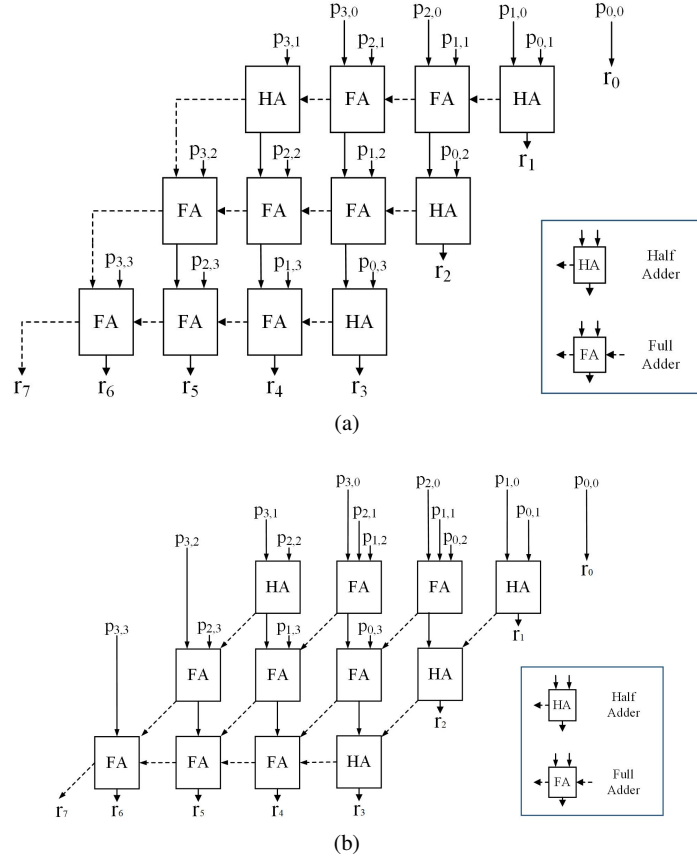 p3,0 p2,0 p1,0 p0,0
p3,1 p2,1 p1,1 p0,1
r0
HA FA FA HA
r1
p3,2 p2,2 p1,2 p0,2
FA FA FA HA
r2
p3,3 p2,3 p1,3 p0,3
FA FA FA HA
r7 r6 r5 r4 r3
HA Half
Adder
FA Full
Adder
(a)
p3,0 p2,0 p1,0 p0,0
p3,1 p2,1 p1,1 p0,1
p3,2 p2,2 p1,2 p0,2
r0
HA FA FA HA
r1
p3,3 p2,3 p1,3 p0,3
FA FA FA HA
r2
FA FA FA HA
r7 r6 r5 r4 r3
HA Half
Adder
FA Full
Adder
(b)